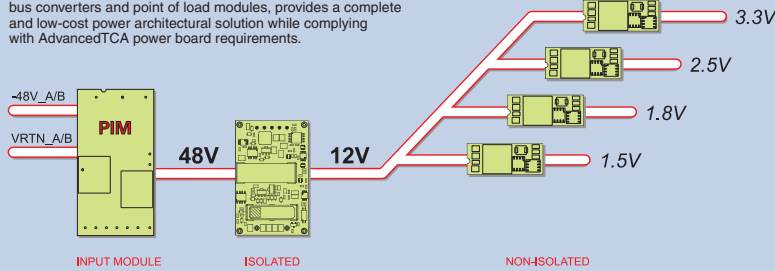 bus converters and point of load modules, provides a complete
and low-cost power architectural solution while complying
with AdvancedTCA power board requirements.
3.3V
2.5V
-48V_A/B
PIM
1.8V
VRTN_A/B
48V
12V
1.5V
INPUT MODULE
ISOLATED
NON-ISOLATED